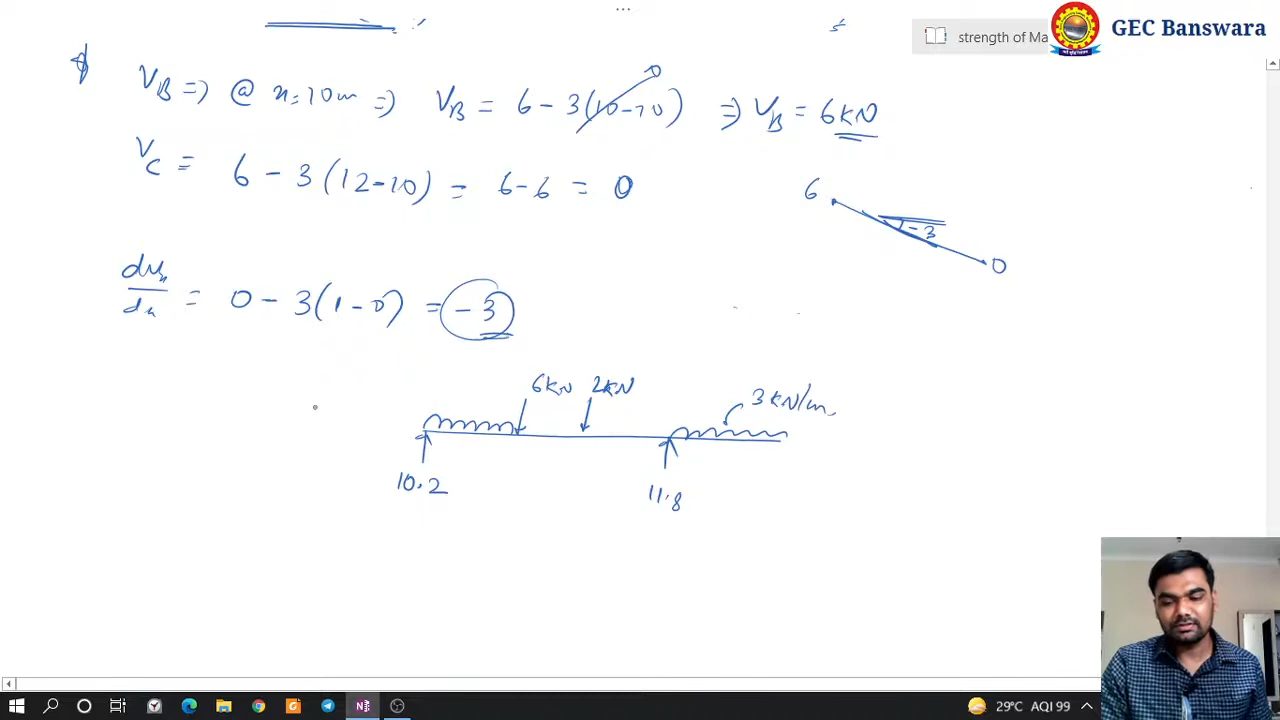 ...
strength of Ma
GEC Banswara
V_B => @ x=10m => V_B = 6 - 3(10-10) 0 => V_B = 6KN
V_C = 6 - 3(12-10) = 6-6 = 0
6
-3
0
dV_x/dx = 0 - 3(1-0) = -3
6KN 2KN
3KN/m
10.2
11.8
29°C AQI 99